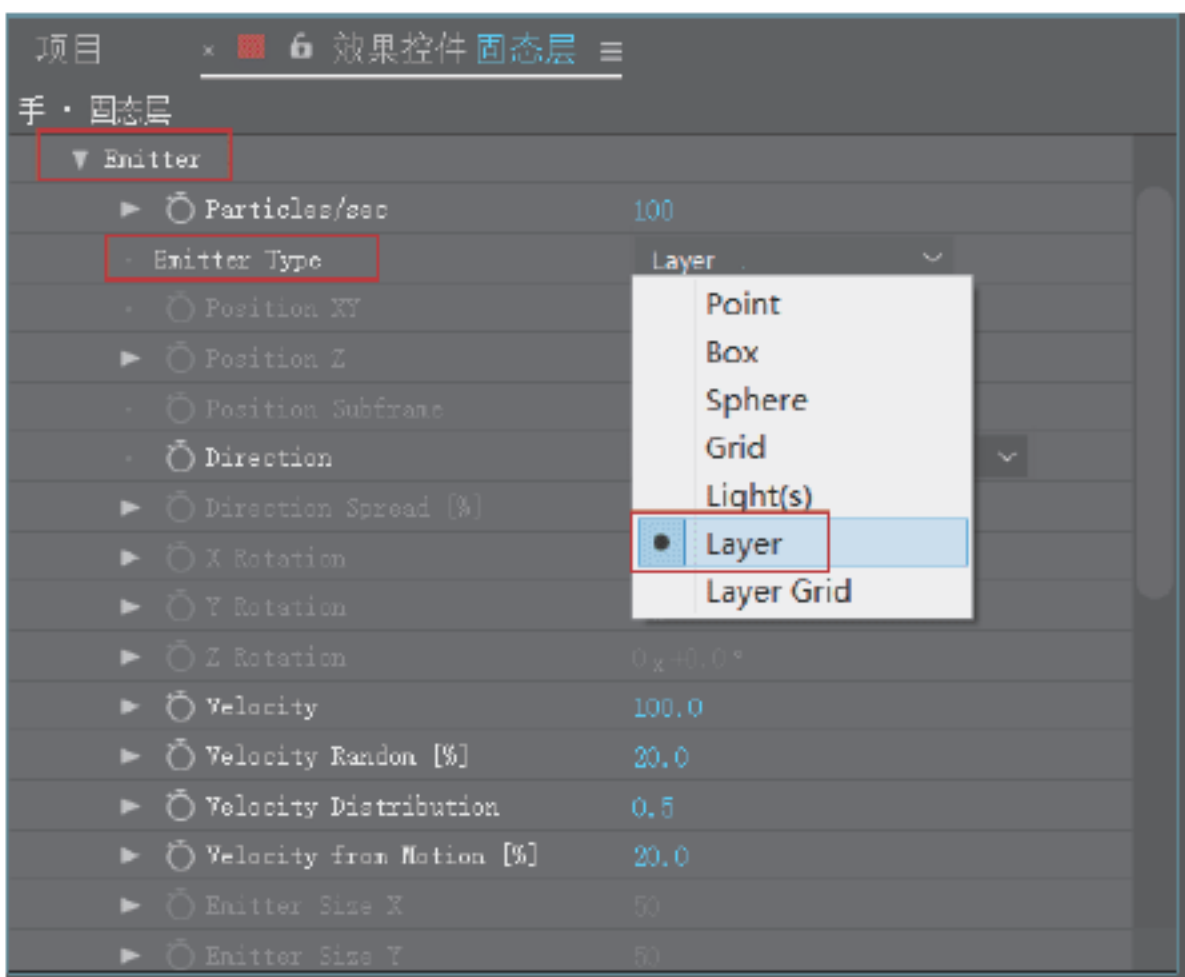 项目 × 效果控件 固态层 ≡
手 · 固态层
Emitter
Particles/sec 100
Emitter Type Layer
Point
Position XY
Box
Position Z
Sphere
Position Subframe
Grid
Direction
Light(s)
Direction Spread [%]
Layer
X Rotation
Layer Grid
Y Rotation
Z Rotation 0x+0.0°
Velocity 100.0
Velocity Random [%] 20.0
Velocity Distribution 0.5
Velocity from Motion [%] 20.0
Emitter Size X 50
Emitter Size Y 50